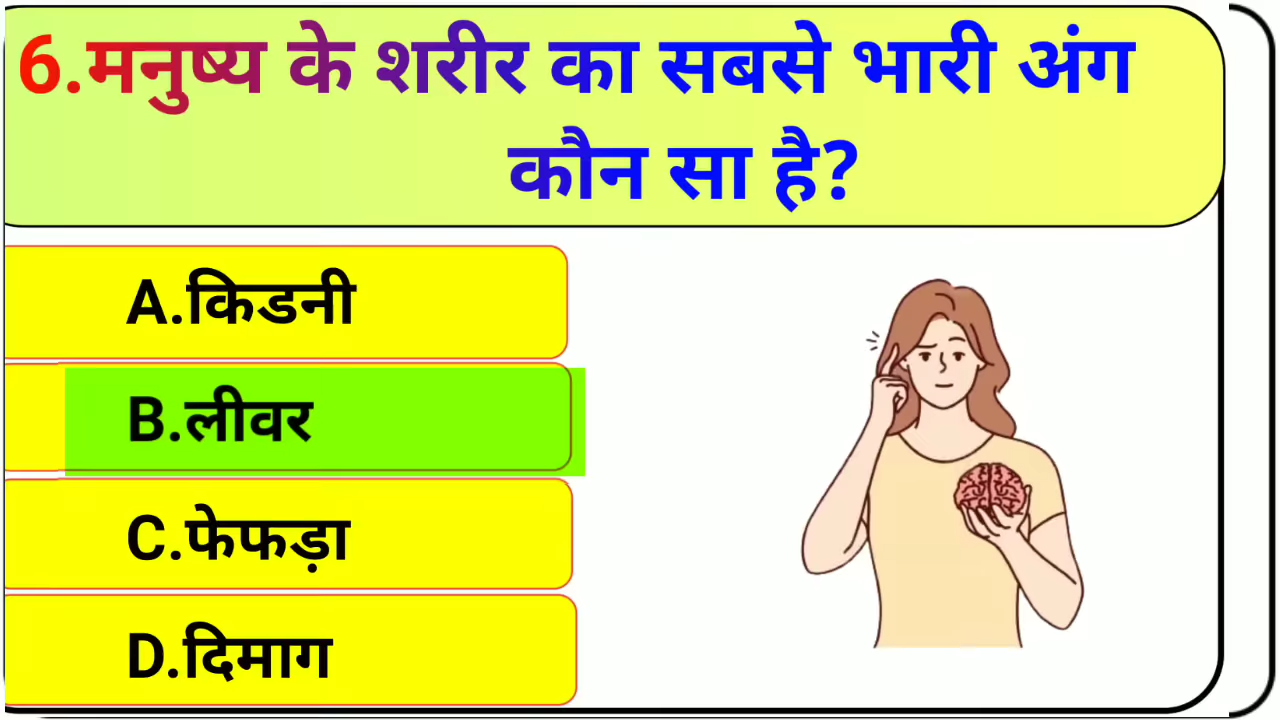 6.मनुष्य के शरीर का सबसे भारी अंग
कौन सा है?
A.किडनी
B.लीवर
C.फेफड़ा
D.दिमाग